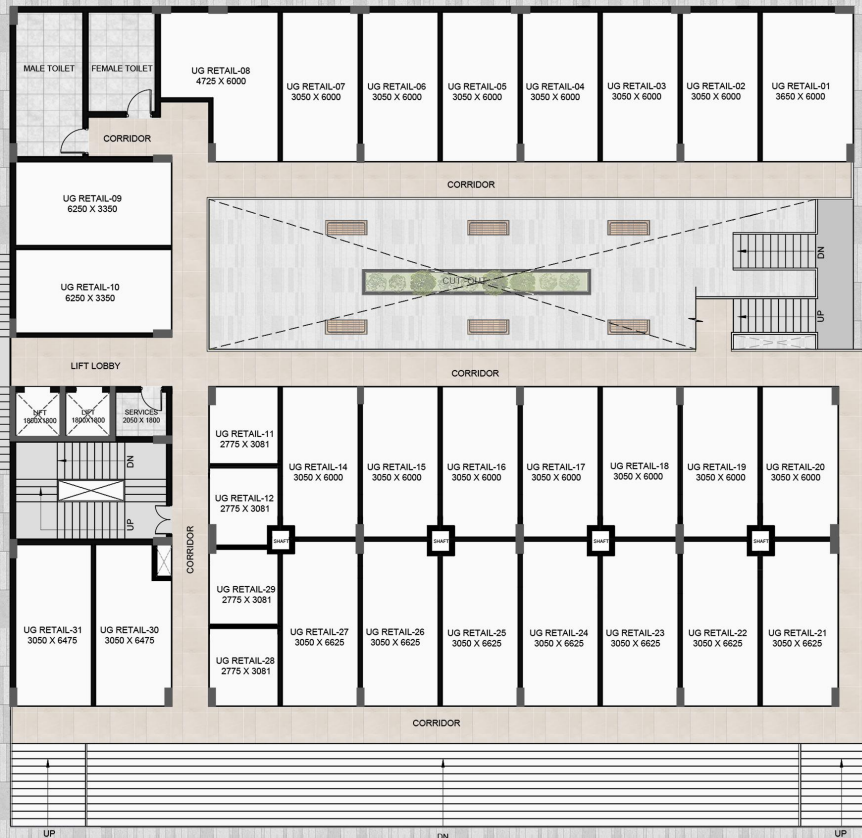 MALE TOILET
FEMALE TOILET
UG RETAIL-08
4725 X 6000
UG RETAIL-07
3050 X 6000
UG RETAIL-06
3050 X 6000
UG RETAIL-05
3050 X 6000
UG RETAIL-04
3050 X 6000
UG RETAIL-03
3050 X 6000
UG RETAIL-02
3050 X 6000
UG RETAIL-01
3650 X 6000
CORRIDOR
CORRIDOR
UG RETAIL-09
6250 X 3350
UG RETAIL-10
6250 X 3350
CUT-OUT
DN
UP
LIFT LOBBY
CORRIDOR
LIFT
1800X1800
LIFT
1800X1800
SERVICES
2050 X 1800
DN
UP
CORRIDOR
UG RETAIL-11
2775 X 3081
UG RETAIL-12
2775 X 3081
UG RETAIL-14
3050 X 6000
UG RETAIL-15
3050 X 6000
UG RETAIL-16
3050 X 6000
UG RETAIL-17
3050 X 6000
UG RETAIL-18
3050 X 6000
UG RETAIL-19
3050 X 6000
UG RETAIL-20
3050 X 6000
SHAFT
SHAFT
SHAFT
SHAFT
UG RETAIL-31
3050 X 6475
UG RETAIL-30
3050 X 6475
UG RETAIL-29
2775 X 3081
UG RETAIL-28
2775 X 3081
UG RETAIL-27
3050 X 6625
UG RETAIL-26
3050 X 6625
UG RETAIL-25
3050 X 6625
UG RETAIL-24
3050 X 6625
UG RETAIL-23
3050 X 6625
UG RETAIL-22
3050 X 6625
UG RETAIL-21
3050 X 6625
CORRIDOR
UP
DN
UP